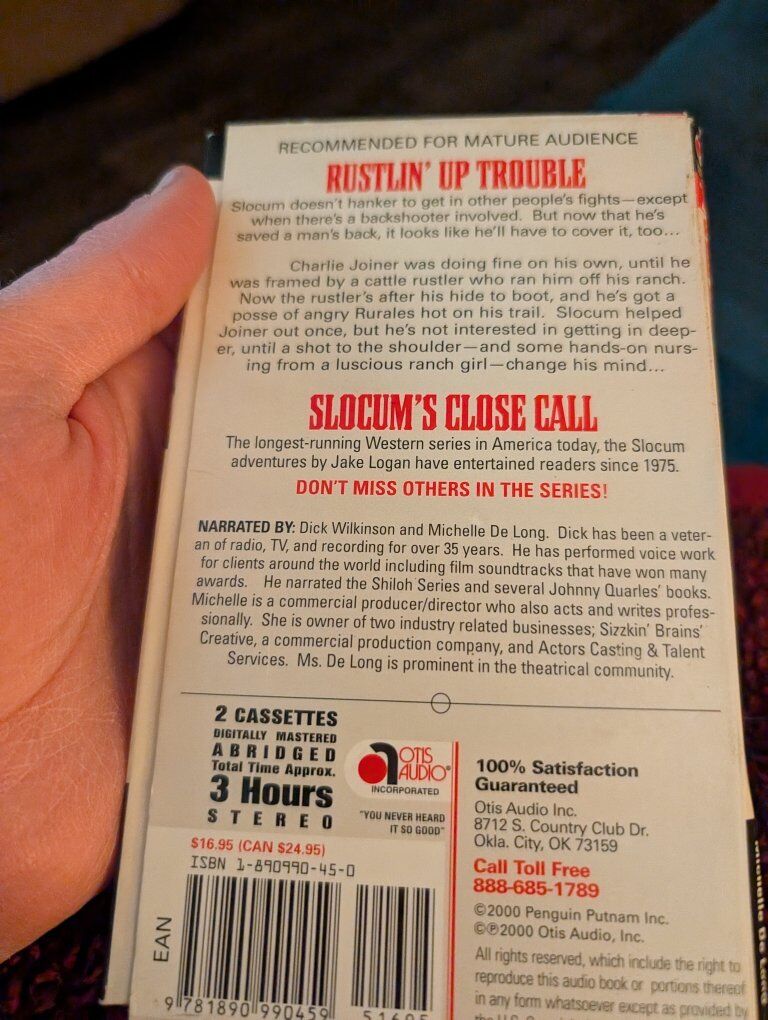 RECOMMENDED FOR MATURE AUDIENCE
RUSTLIN' UP TROUBLE
Slocum doesn't hanker to get in other people's fights—except
when there's a backshooter involved. But now that he's
saved a man's back, it looks like he'll have to cover it, too...
Charlie Joiner was doing fine on his own, until he
was framed by a cattle rustler who ran him off his ranch.
Now the rustler's after his hide to boot, and he's got a
posse of angry Rurales hot on his trail. Slocum helped
Joiner out once, but he's not interested in getting in deep-
er, until a shot to the shoulder—and some hands-on nurs-
ing from a luscious ranch girl—change his mind...
SLOCUM'S CLOSE CALL
The longest-running Western series in America today, the Slocum
adventures by Jake Logan have entertained readers since 1975.
DON'T MISS OTHERS IN THE SERIES!
NARRATED BY: Dick Wilkinson and Michelle De Long. Dick has been a veter-
an of radio, TV, and recording for over 35 years. He has performed voice work
for clients around the world including film soundtracks that have won many
awards. He narrated the Shiloh Series and several Johnny Quarles' books.
Michelle is a commercial producer/director who also acts and writes profes-
sionally. She is owner of two industry related businesses; Sizzkin' Brains'
Creative, a commercial production company, and Actors Casting & Talent
Services. Ms. De Long is prominent in the theatrical community.
2 CASSETTES
DIGITALLY MASTERED
ABRIDGED
Total Time Approx.
3 Hours
STEREO
OTIS
AUDIO®
INCORPORATED
"YOU NEVER HEARD
IT SO GOOD"
$16.95 (CAN $24.95)
ISBN 1-890990-45-0
EAN
9 781890 990459
51695
100% Satisfaction
Guaranteed
Otis Audio Inc.
8712 S. Country Club Dr.
Okla. City, OK 73159
Call Toll Free
888-685-1789
©2000 Penguin Putnam Inc.
©℗2000 Otis Audio, Inc.
All rights reserved, which include the right to
reproduce this audio book or portions thereof
in any form whatsoever except as provided by
the U.S.
Michelle De Long